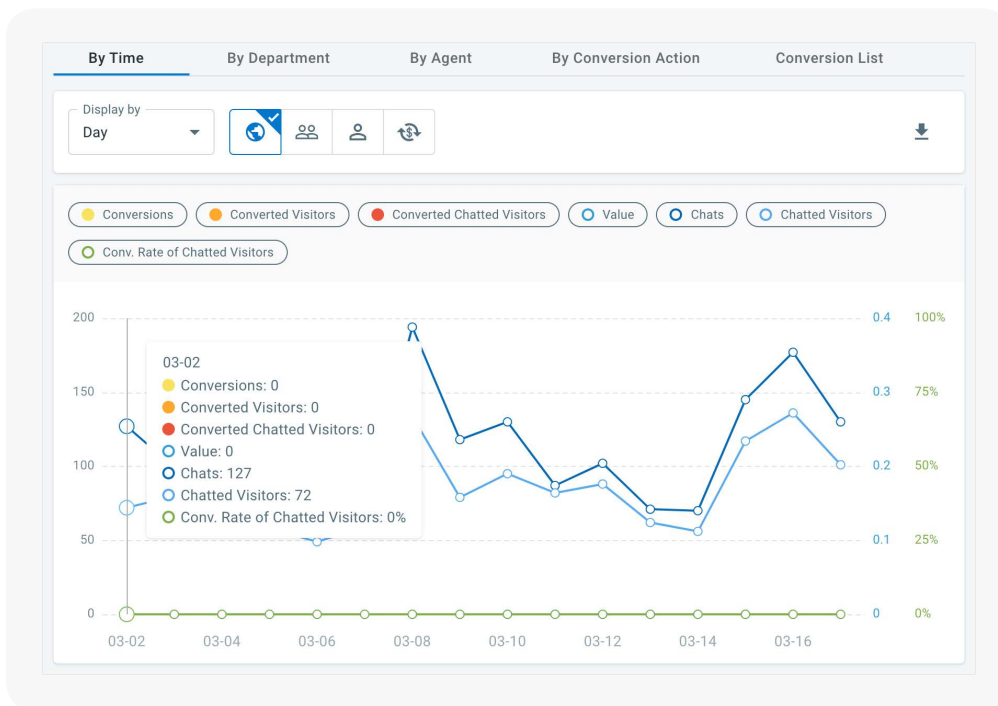 By Time By Department By Agent By Conversion Action Conversion List
Display by
Day
Conversions Converted Visitors Converted Chatted Visitors Value Chats Chatted Visitors
Conv. Rate of Chatted Visitors
200 0.4 100%
03-02
Conversions: 0
150 0.3 75%
Converted Visitors: 0
Converted Chatted Visitors: 0
Value: 0
100 0.2 50%
Chats: 127
Chatted Visitors: 72
Conv. Rate of Chatted Visitors: 0%
50 0.1 25%
0 0 0%
03-02 03-04 03-06 03-08 03-10 03-12 03-14 03-16